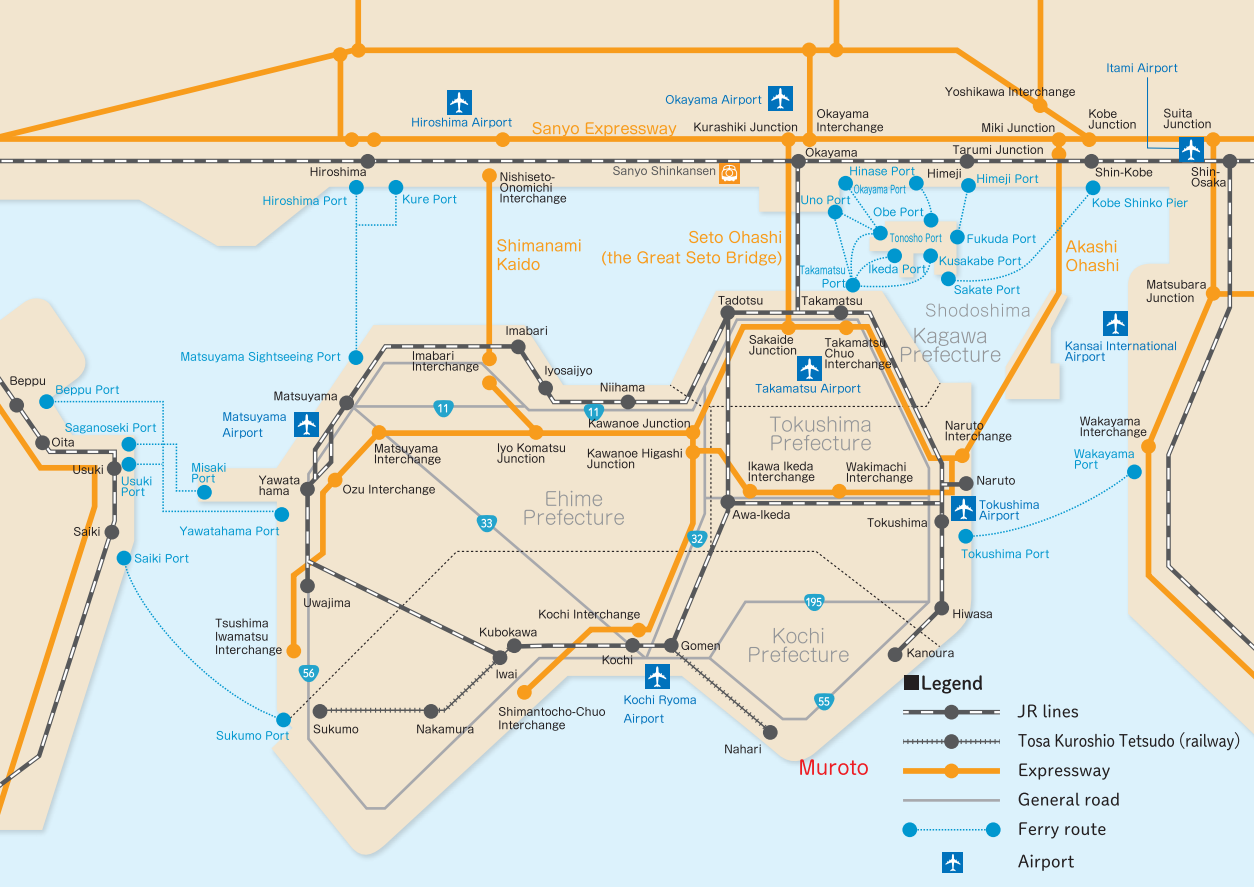 Itami Airport
Yoshikawa Interchange
Okayama Airport
Hiroshima Airport
Okayama
Interchange
Kobe
Junction
Suita
Junction
Sanyo Expressway
Kurashiki Junction
Miki Junction
Tarumi Junction
Okayama
Hiroshima
Sanyo Shinkansen
Himeji
Shin-Kobe
Shin-
Osaka
Nishiseto-
Onomichi
Interchange
Hinase Port
Okayama Port
Himeji Port
Hiroshima Port
Kure Port
Uno Port
Obe Port
Kobe Shinko Pier
Shimanami
Kaido
Seto Ohashi
(the Great Seto Bridge)
Tonosho Port
Fukuda Port
Akashi
Ohashi
Takamatsu
Port
Ikeda Port
Kusakabe Port
Sakate Port
Matsubara
Junction
Tadotsu
Takamatsu
Shodoshima
Kagawa
Prefecture
Kansai International
Airport
Imabari
Matsuyama Sightseeing Port
Imabari
Interchange
Iyosaijyo
Niihama
Sakaide
Junction
Takamatsu
Chuo
Interchange
Takamatsu Airport
Beppu
Beppu Port
Matsuyama
11
11
Matsuyama
Airport
Saganoseki Port
Oita
Kawanoe Junction
Tokushima
Prefecture
Naruto
Interchange
Wakayama
Interchange
Matsuyama
Interchange
Iyo Komatsu
Junction
Kawanoe Higashi
Junction
Wakayama
Port
Usuki
Usuki
Port
Misaki
Port
Yawata
hama
Ozu Interchange
Ikawa Ikeda
Interchange
Wakimachi
Interchange
Naruto
Ehime
Prefecture
Awa-Ikeda
Tokushima
Tokushima
Airport
Saiki
Yawatahama Port
33
32
Saiki Port
Tokushima Port
Uwajima
195
Hiwasa
Tsushima
Iwamatsu
Interchange
Kochi Interchange
Kubokawa
Kochi
Prefecture
Gomen
Kanoura
Kochi
Iwai
56
Legend
Kochi Ryoma
Airport
55
Shimantocho-Chuo
Interchange
Sukumo Port
Sukumo
Nakamura
Nahari
Muroto
JR lines
Tosa Kuroshio Tetsudo (railway)
Expressway
General road
Ferry route
Airport